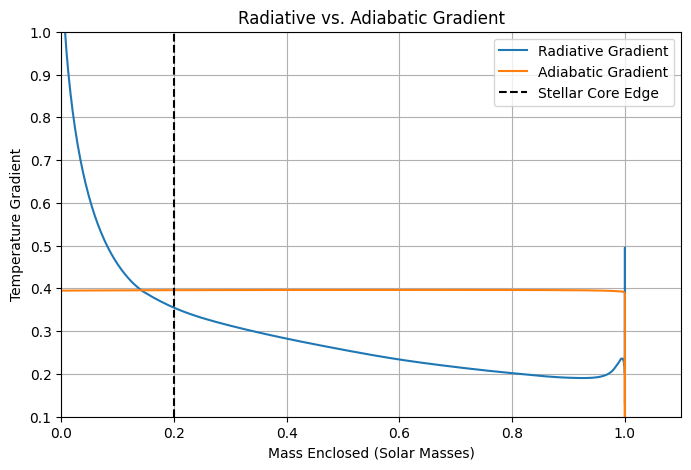 Radiative vs. Adiabatic Gradient
Radiative Gradient
Adiabatic Gradient
Stellar Core Edge
Temperature Gradient
1.0
0.9
0.8
0.7
0.6
0.5
0.4
0.3
0.2
0.1
0.0 0.2 0.4 0.6 0.8 1.0
Mass Enclosed (Solar Masses)